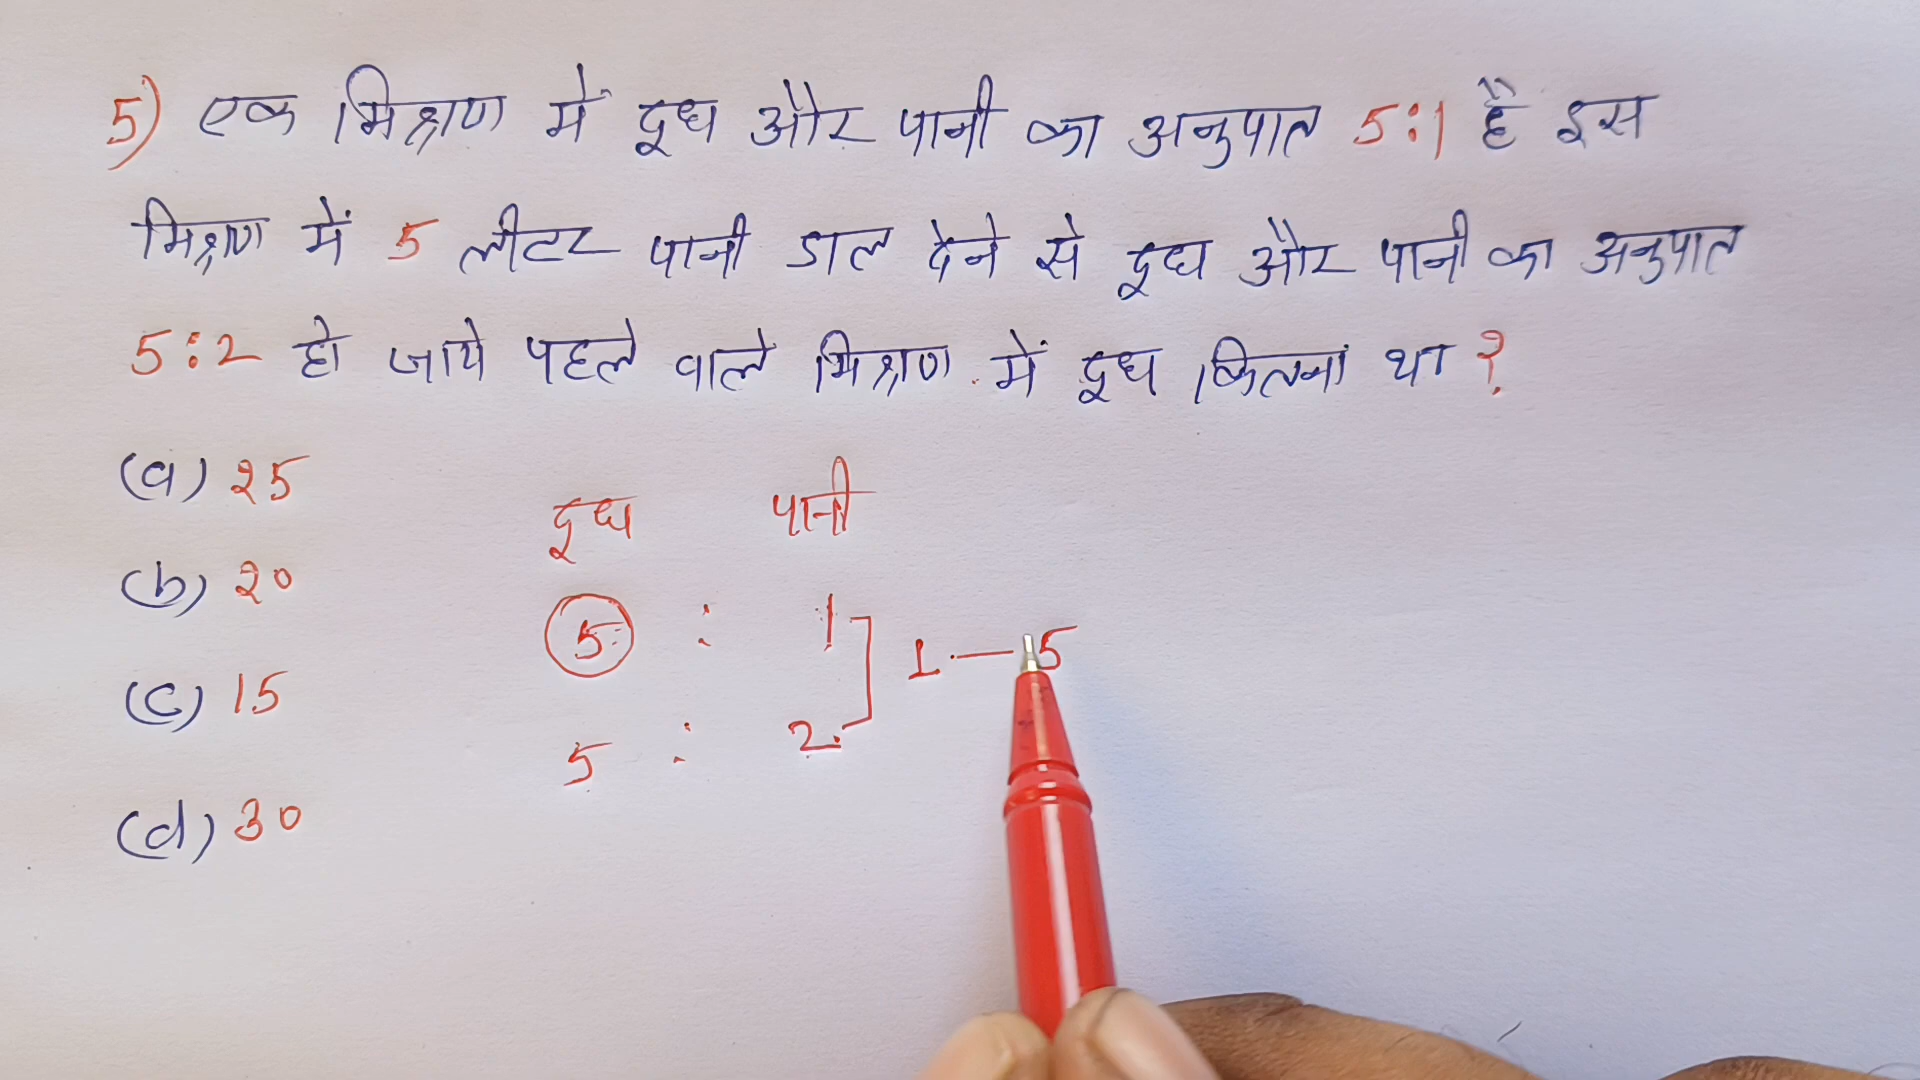 5) एक मिश्रण में दूध और पानी का अनुपात 5:1 है इस
मिश्रण में 5 लीटर पानी डाल देने से दूध और पानी का अनुपात
5:2 हो जाये पहले वाले मिश्रण में दूध कितना था ?
(a) 25
(b) 20
(c) 15
(d) 30
दूध पानी
5 : 1
1 — 5
5 : 2